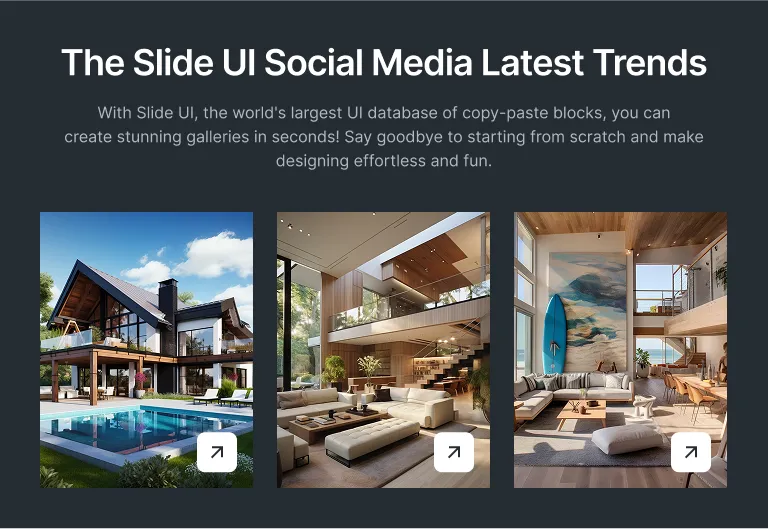 The Slide UI Social Media Latest Trends
With Slide UI, the world's largest UI database of copy-paste blocks, you can
create stunning galleries in seconds! Say goodbye to starting from scratch and make
designing effortless and fun.